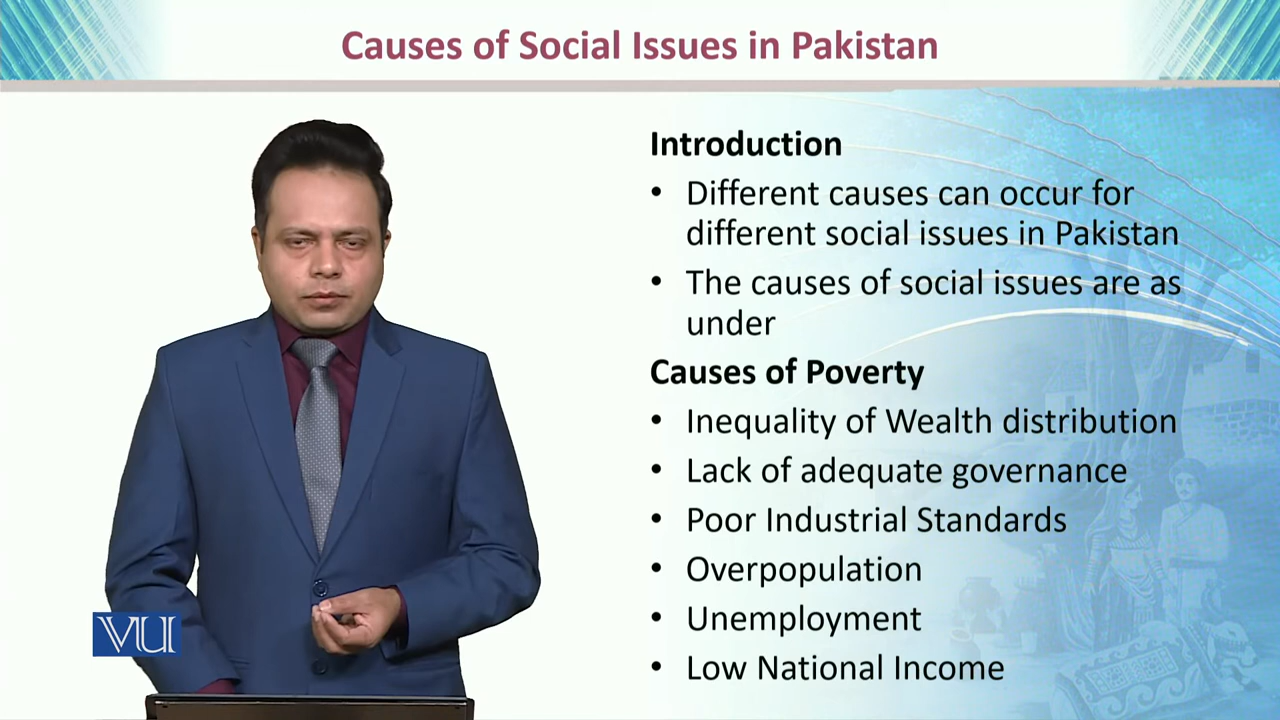 Causes of Social Issues in Pakistan
Introduction
• Different causes can occur for
different social issues in Pakistan
• The causes of social issues are as
under
Causes of Poverty
• Inequality of Wealth distribution
• Lack of adequate governance
• Poor Industrial Standards
• Overpopulation
• Unemployment
• Low National Income
VU